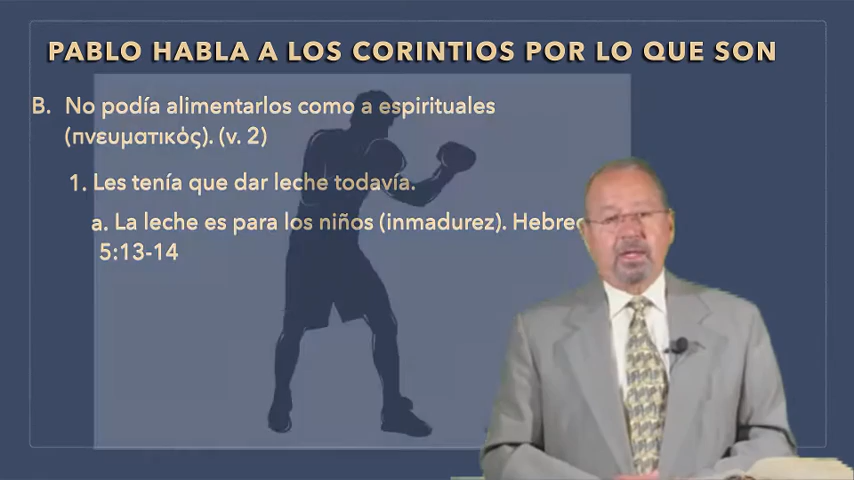 PABLO HABLA A LOS CORINTIOS POR LO QUE SON
B. No podía alimentarlos como a espirituales
(πνευματικός). (v. 2)
1. Les tenía que dar leche todavía.
a. La leche es para los niños (inmadurez).
5:13-14